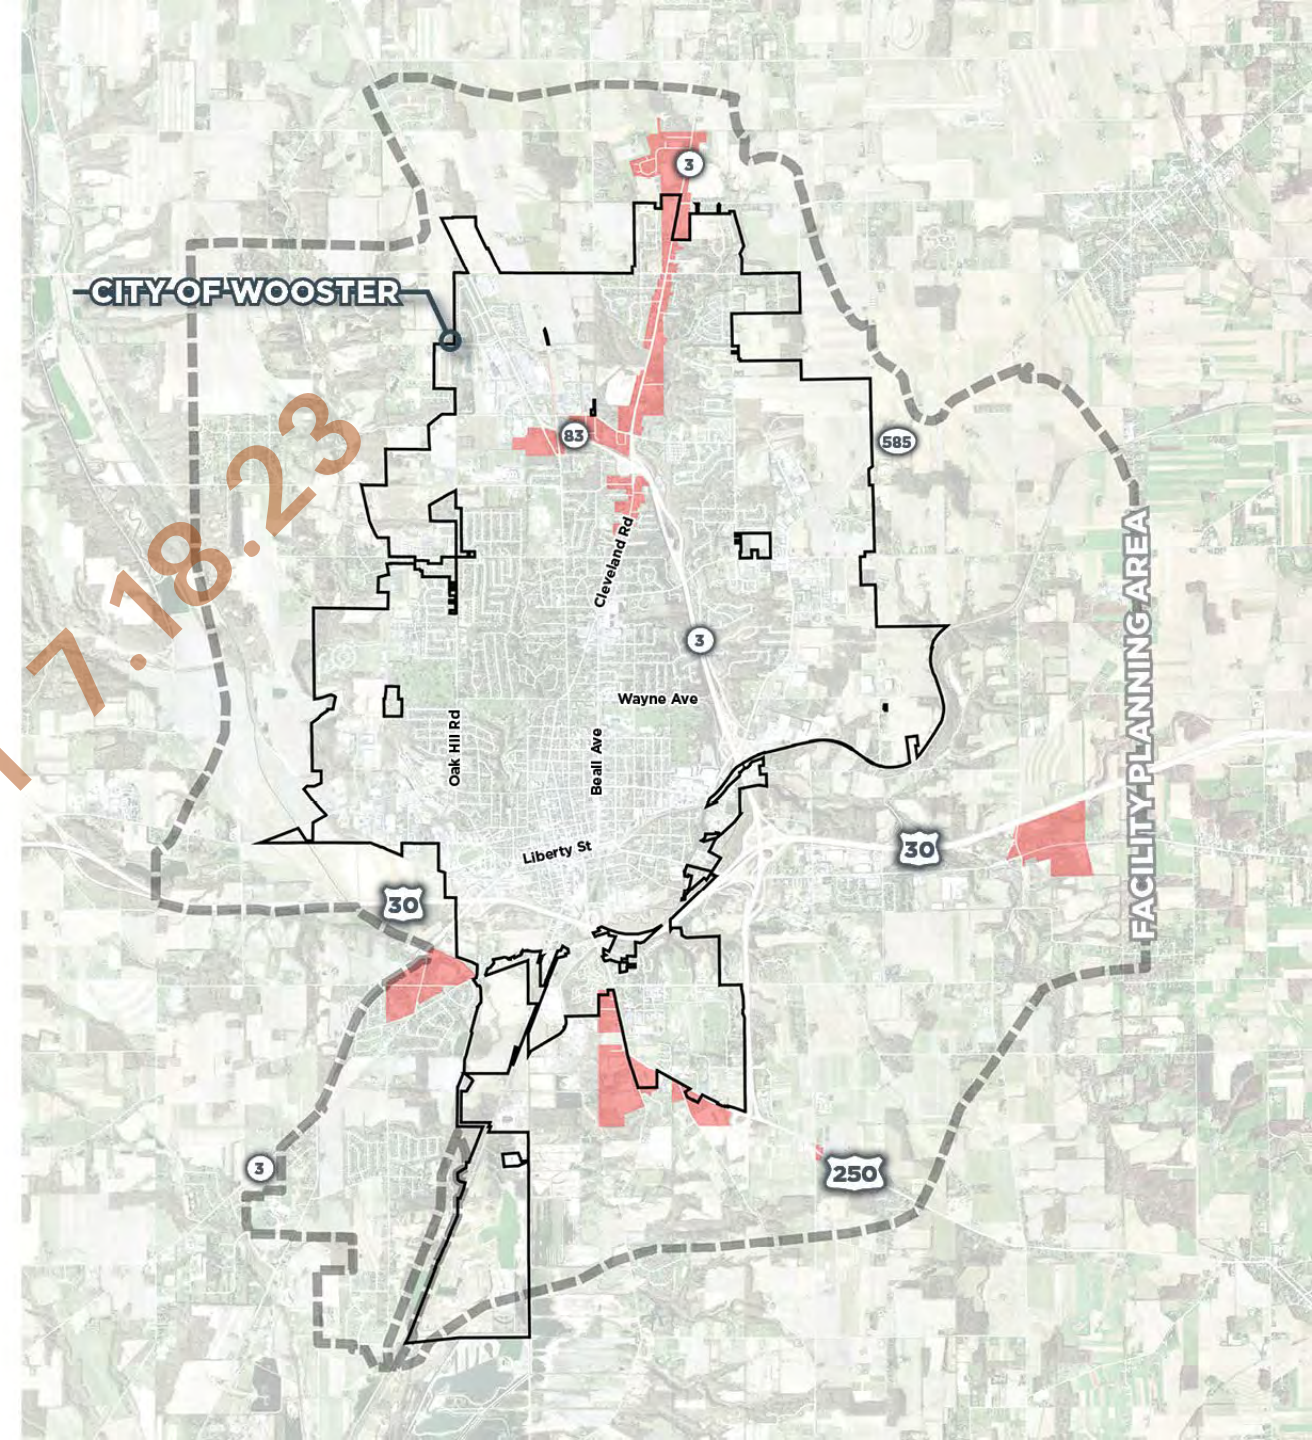 3
CITY OF WOOSTER
83
585
7.18.23
Cleveland Rd
3
Wayne Ave
Oak Hil Rd
Beall Ave
FACILITY PLANNING AREA
Liberty St
30
30
3
250